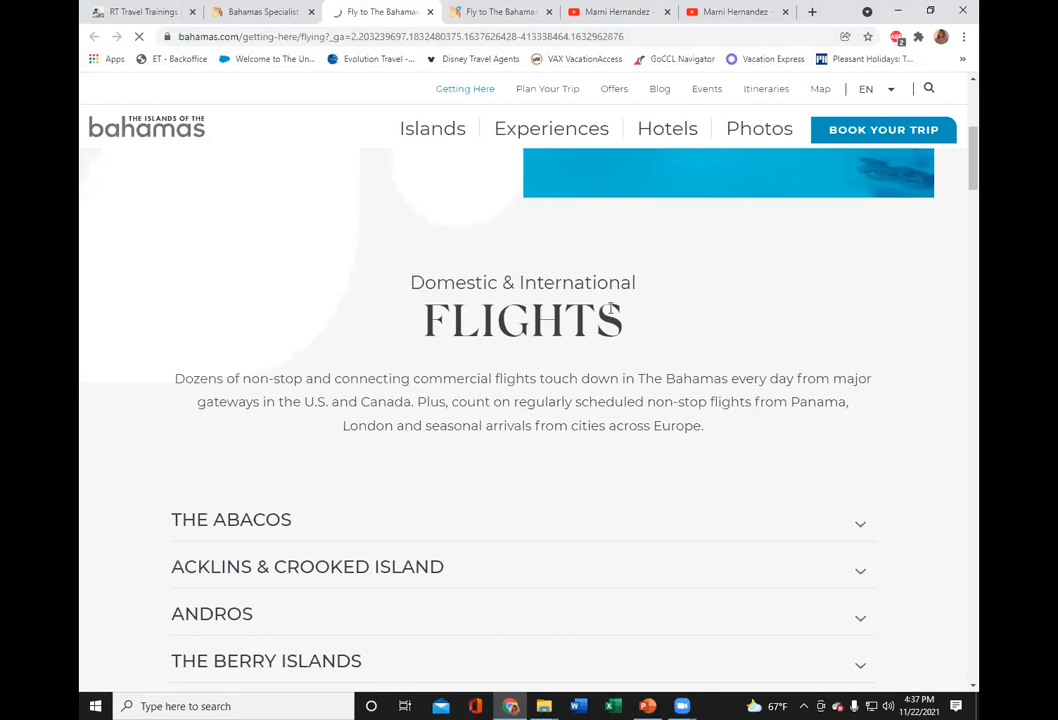 RT Travel Trainings
Bahamas Specialist
Fly to The Bahamas
Fly to The Bahamas
Marni Hernandez -
Marni Hernandez -
bahamas.com/getting-here/flying?_ga=2.203239697.1832480375.1637626428-413338464.1632962876
2
Apps
ET - Backoffice
Welcome to The Un...
Evolution Travel -...
Disney Travel Agents
VAX VacationAccess
GoCCL Navigator
Vacation Express
PH
Pleasant Holidays: T...
Getting Here
Plan Your Trip
Offers
Blog
Events
Itineraries
Map
EN
THE ISLANDS OF THE
bahamas
Islands
Experiences
Hotels
Photos
BOOK YOUR TRIP
Domestic & International
FLIGHTS
Dozens of non-stop and connecting commercial flights touch down in The Bahamas every day from major
gateways in the U.S. and Canada. Plus, count on regularly scheduled non-stop flights from Panama,
London and seasonal arrivals from cities across Europe.
THE ABACOS
ACKLINS & CROOKED ISLAND
ANDROS
THE BERRY ISLANDS
Type here to search
67°F
4:37 PM
11/22/2021